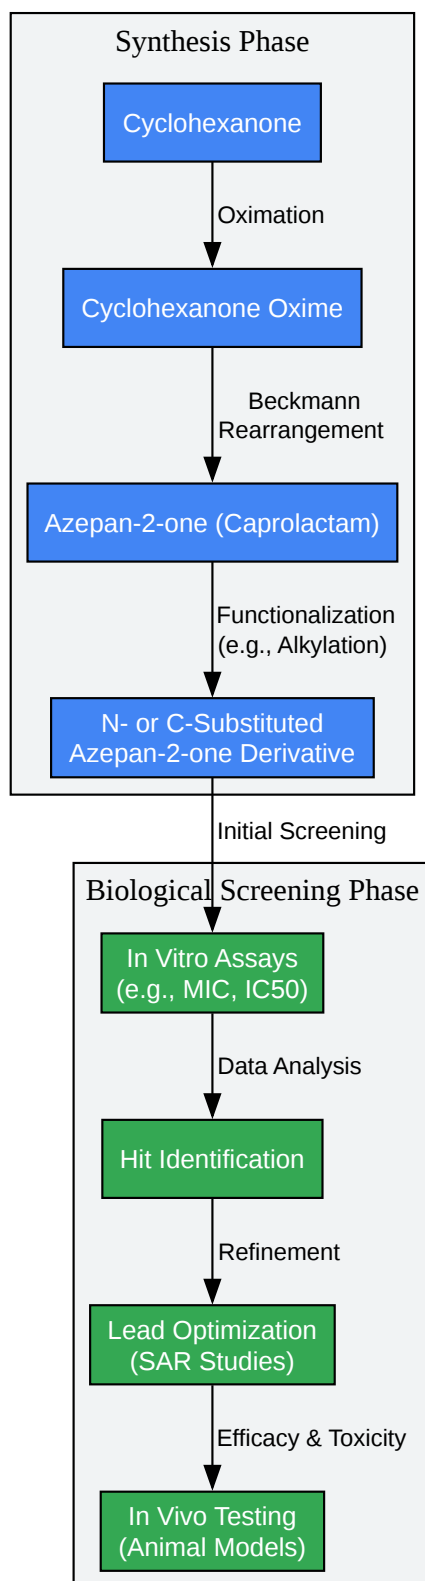 Synthesis Phase
Cyclohexanone
Oximation
Cyclohexanone Oxime
Beckmann
Rearrangement
Azepan-2-one (Caprolactam)
Functionalization
(e.g., Alkylation)
N- or C-Substituted
Azepan-2-one Derivative
Initial Screening
Biological Screening Phase
In Vitro Assays
(e.g., MIC, IC50)
Data Analysis
Hit Identification
Refinement
Lead Optimization
(SAR Studies)
Efficacy & Toxicity
In Vivo Testing
(Animal Models)